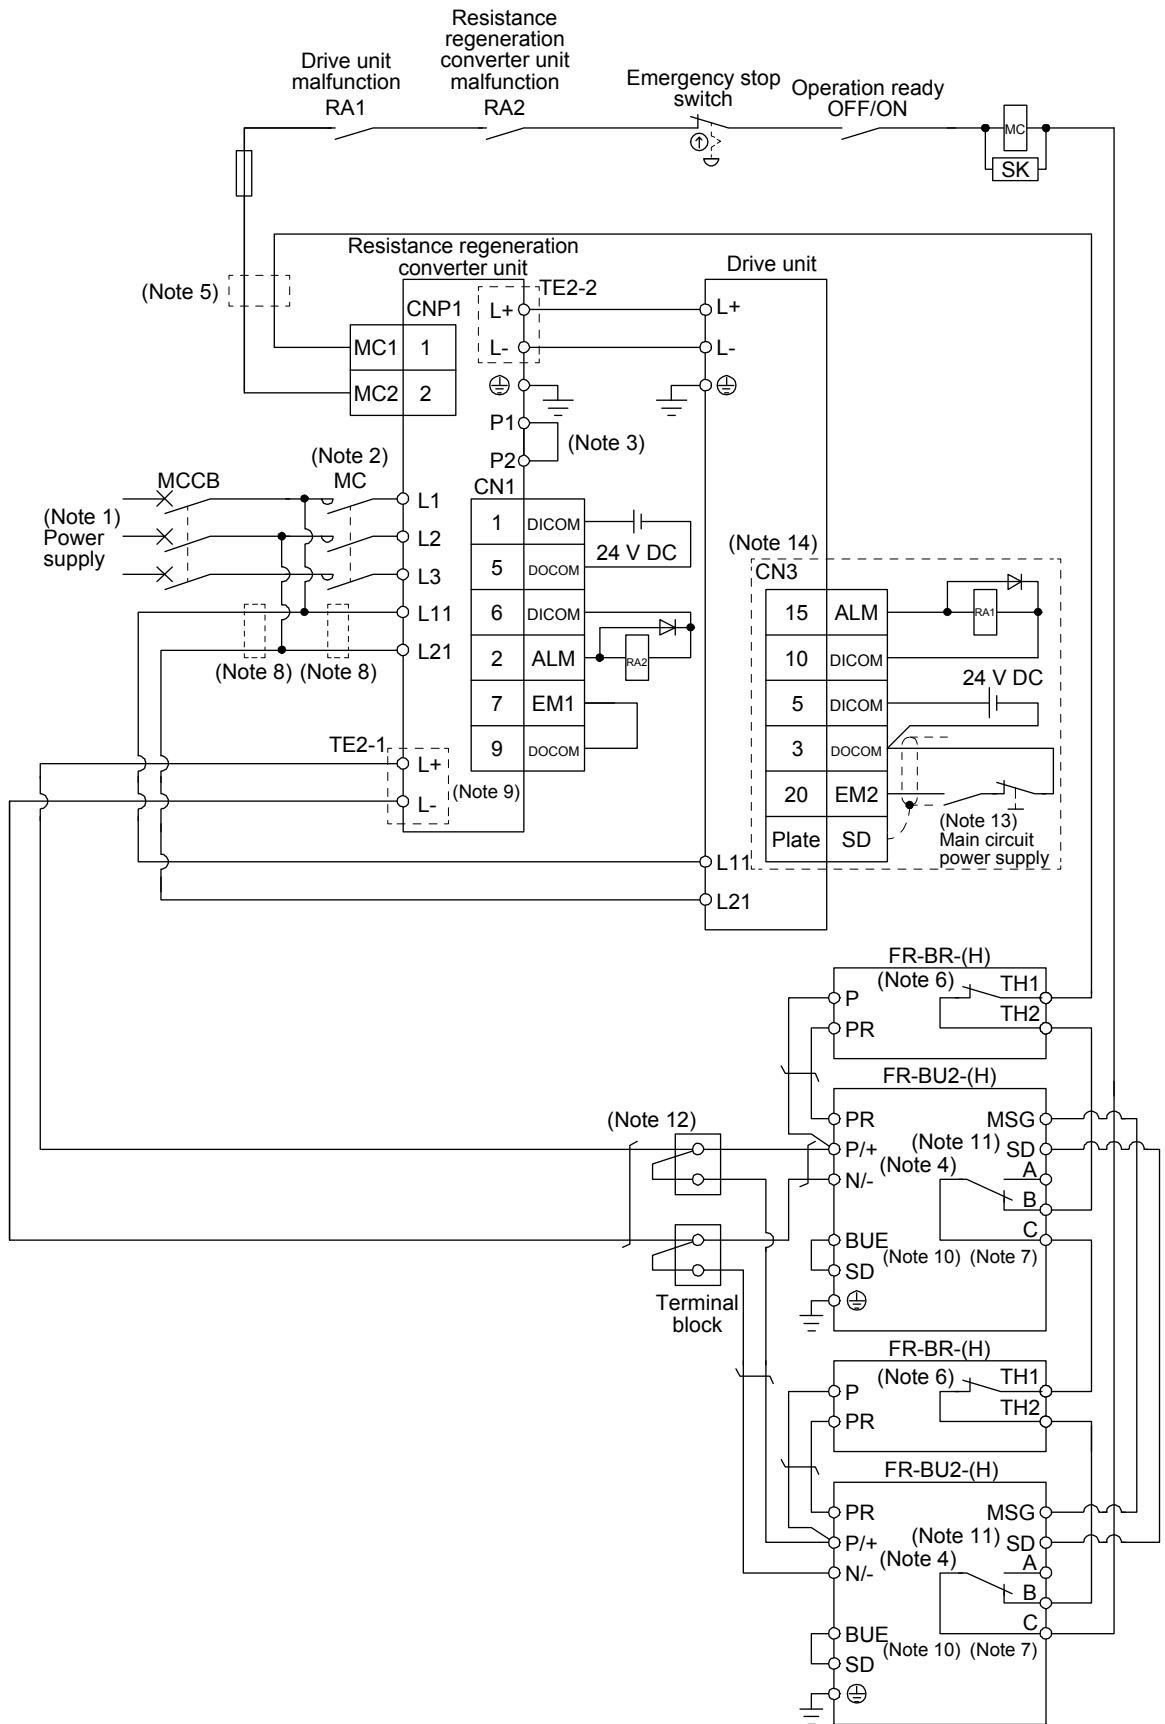 Resistance
regeneration
converter unit
malfunction
RA2
Drive unit
malfunction
RA1
Emergency stop
switch
Operation ready
OFF/ON
MC
SK
(Note 5)
Resistance regeneration
converter unit
Drive unit
TE2-2
CNP1
L+
L+
MC1 1
L-
L-
MC2 2
P1
(Note 3)
P2
(Note 2)
MCCB
MC
CN1
L1
(Note 1)
Power
supply
L2
L3
L11
L21
(Note 8) (Note 8)
1 DICOM
24 V DC
5 DOCOM
6 DICOM
2 ALM
RA2
7 EM1
9 DOCOM
(Note 14)
CN3
15 ALM
RA1
10 DICOM
24 V DC
5 DICOM
3 DOCOM
20 EM2
Plate SD
(Note 13)
Main circuit
power supply
TE2-1
L+
L-
(Note 9)
L11
L21
FR-BR-(H)
P
(Note 6)
TH1
PR
TH2
FR-BU2-(H)
PR
MSG
(Note 12)
P/+
(Note 11)
SD
N/-
(Note 4)
A
B
BUE
(Note 10) (Note 7)
C
SD
Terminal
block
FR-BR-(H)
P
(Note 6)
TH1
PR
TH2
FR-BU2-(H)
PR
MSG
P/+
(Note 11)
SD
N/-
(Note 4)
A
B
BUE
(Note 10) (Note 7)
C
SD